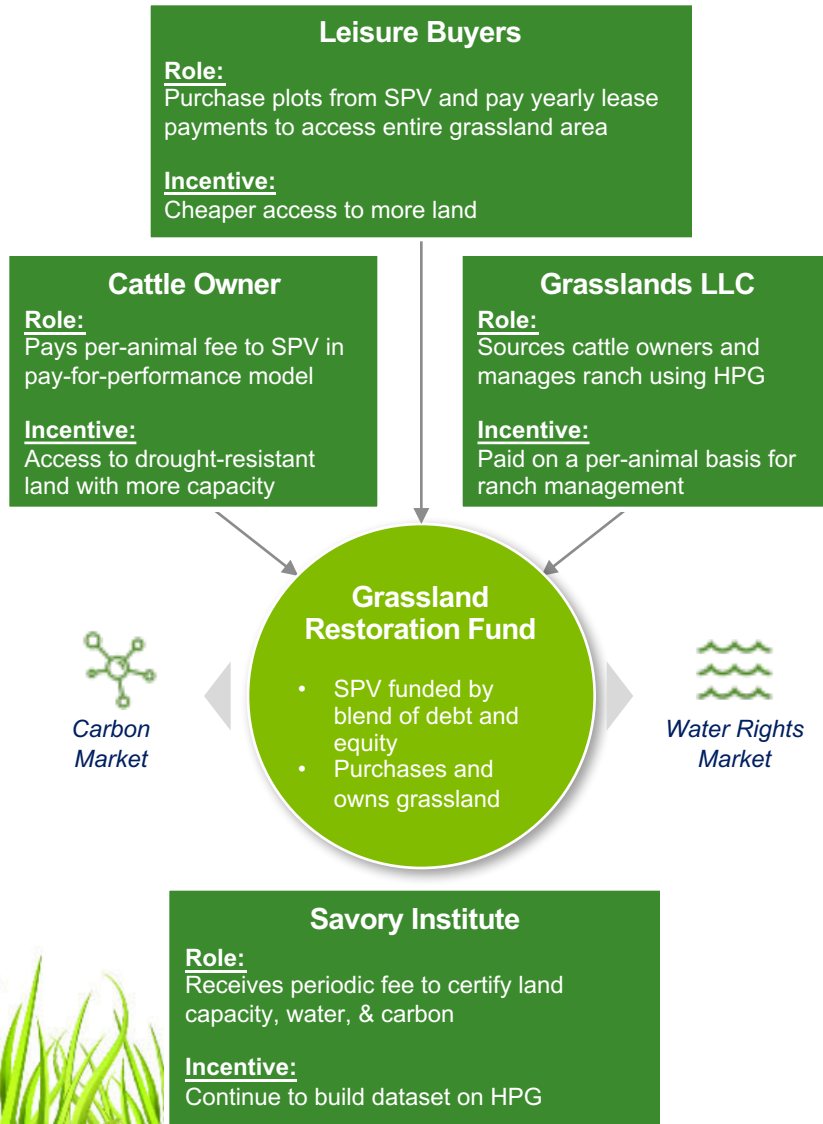 Leisure Buyers
Role:
Purchase plots from SPV and pay yearly lease
payments to access entire grassland area
Incentive:
Cheaper access to more land
Cattle Owner
Role:
Pays per-animal fee to SPV in
pay-for-performance model
Incentive:
Access to drought-resistant
land with more capacity
Grasslands LLC
Role:
Sources cattle owners and
manages ranch using HPG
Incentive:
Paid on a per-animal basis for
ranch management
Grassland
Restoration Fund
• SPV funded by
blend of debt and
equity
• Purchases and
owns grassland
Carbon
Market
Water Rights
Market
Savory Institute
Role:
Receives periodic fee to certify land
capacity, water, & carbon
Incentive:
Continue to build dataset on HPG